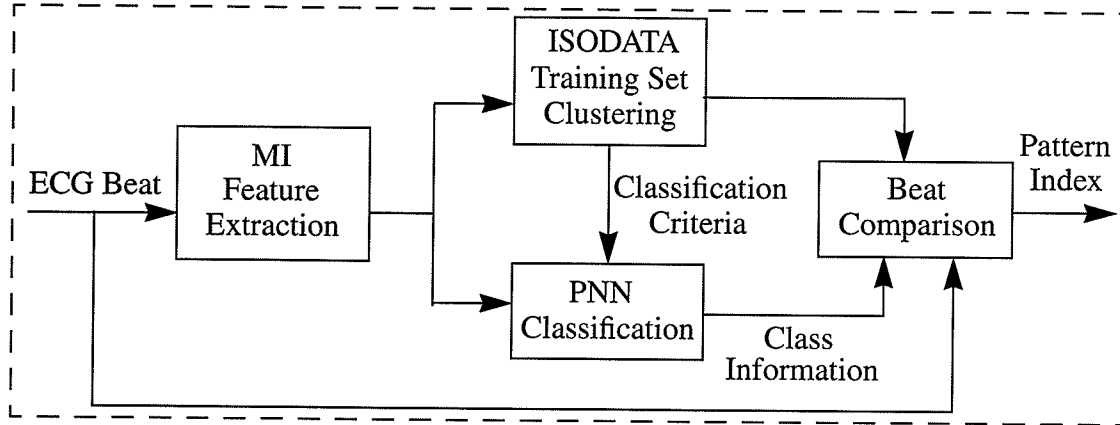 ISODATA
Training Set
Clustering
MI
Feature
Extraction
ECG Beat
Classification
Criteria
Pattern
Index
Beat
Comparison
PNN
Classification
Class
Information